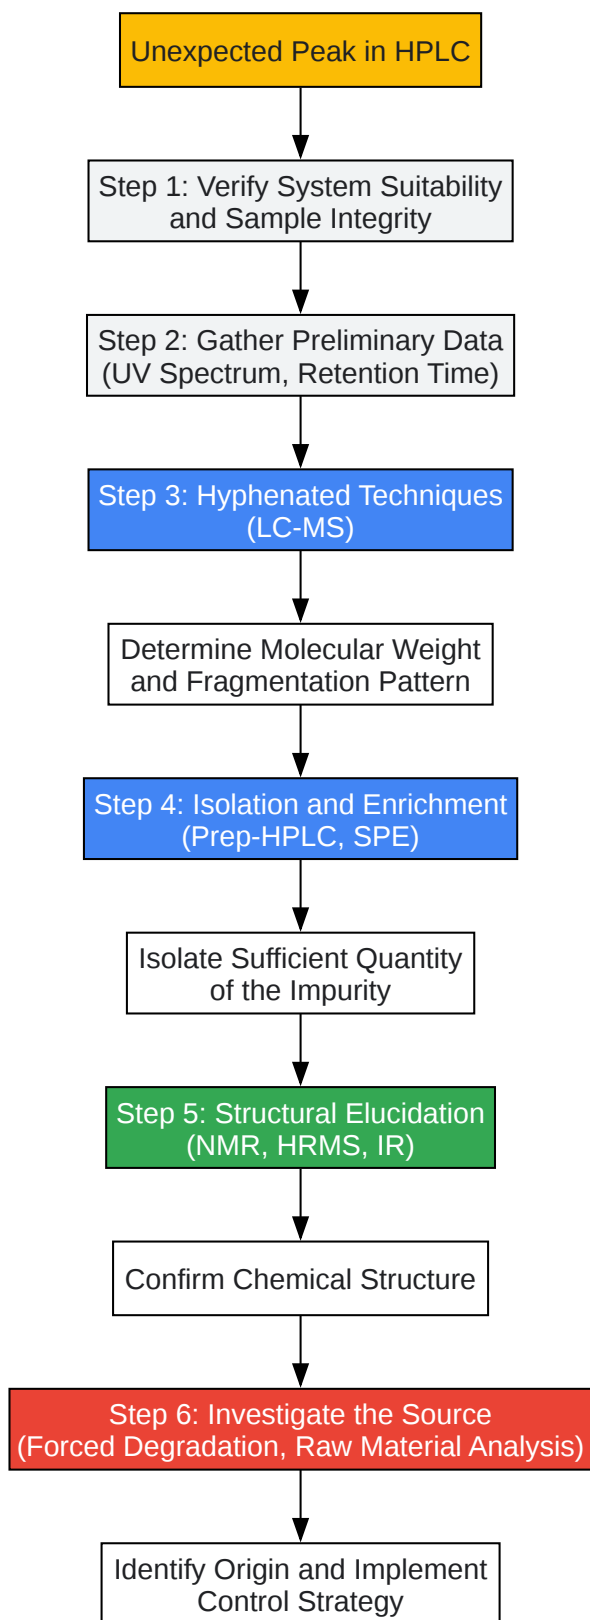 Unexpected Peak in HPLC
Step 1: Verify System Suitability
and Sample Integrity
Step 2: Gather Preliminary Data
(UV Spectrum, Retention Time)
Step 3: Hyphenated Techniques
(LC-MS)
Determine Molecular Weight
and Fragmentation Pattern
Step 4: Isolation and Enrichment
(Prep-HPLC, SPE)
Isolate Sufficient Quantity
of the Impurity
Step 5: Structural Elucidation
(NMR, HRMS, IR)
Confirm Chemical Structure
Step 6: Investigate the Source
(Forced Degradation, Raw Material Analysis)
Identify Origin and Implement
Control Strategy